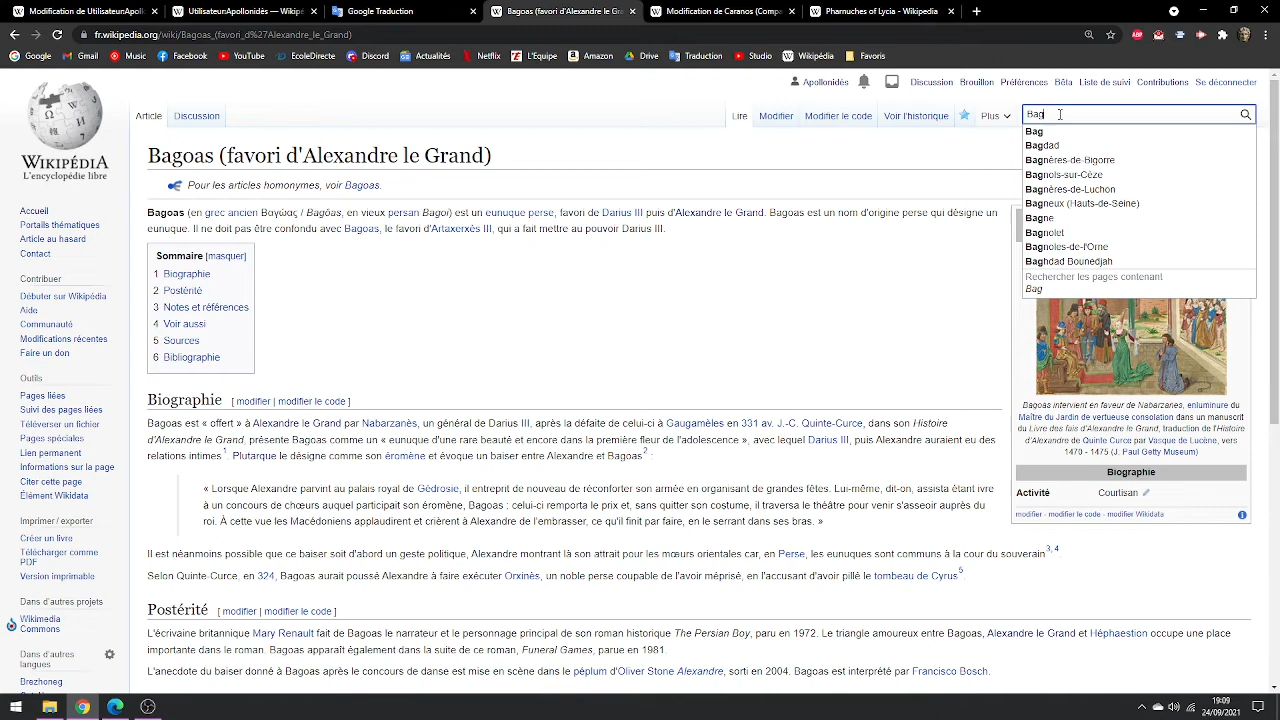 Modification de UtilisateurApoll
UtilisateurApollonidès — Wikipé
Google Traduction
Bagoas (favori d'Alexandre le Gr
Modification de Caranos (Compa
Pharnuches of Lycia - Wikipedia
fr.wikipedia.org/wiki/Bagoas_(favori_d%27Alexandre_le_Grand)
Google Gmail Music Facebook YouTube EcoleDirecte Discord Actualités Netflix L'Equipe Amazon Drive Traduction Studio Wikipédia Favoris
Apollonidès Discussion Brouillon Préférences Bêta Liste de suivi Contributions Se déconnecter
Article Discussion Lire Modifier Modifier le code Voir l'historique Plus
Bag
Bag
Bagdad
Bagnères-de-Bigorre
Bagnols-sur-Cèze
Bagnères-de-Luchon
Bagneux (Hauts-de-Seine)
Bagne
Bagnolet
Bagnoles-de-l'Orne
Baghdad Bounedjah
Rechercher les pages contenant
Bag
WIKIPÉDIA
L'encyclopédie libre
Accueil
Portails thématiques
Article au hasard
Contact
Contribuer
Débuter sur Wikipédia
Aide
Communauté
Modifications récentes
Faire un don
Outils
Pages liées
Suivi des pages liées
Téléverser un fichier
Pages spéciales
Lien permanent
Informations sur la page
Citer cette page
Élément Wikidata
Imprimer / exporter
Créer un livre
Télécharger comme
PDF
Version imprimable
Dans d'autres projets
Wikimedia
Commons
Dans d'autres
langues
Brezhoneg
Bagoas (favori d'Alexandre le Grand)
Pour les articles homonymes, voir Bagoas.
Bagoas (en grec ancien Βαγώας / Bagōas, en vieux persan Bagoi) est un eunuque perse, favori de Darius III puis d'Alexandre le Grand. Bagoas est un nom d'origine perse qui désigne un
eunuque. Il ne doit pas être confondu avec Bagoas, le favori d'Artaxerxès III, qui a fait mettre au pouvoir Darius III.
Sommaire [masquer]
1 Biographie
2 Postérité
3 Notes et références
4 Voir aussi
5 Sources
6 Bibliographie
Biographie [ modifier | modifier le code ]
Bagoas est « offert » à Alexandre le Grand par Nabarzanès, un général de Darius III, après la défaite de celui-ci à Gaugamèles en 331 av. J.-C. Quinte-Curce, dans son Histoire
d'Alexandre le Grand, présente Bagoas comme un « eunuque d'une rare beauté et encore dans la première fleur de l'adolescence », avec lequel Darius III, puis Alexandre auraient eu des
relations intimes 1. Plutarque le désigne comme son éromène et évoque un baiser entre Alexandre et Bagoas 2 :
« Lorsque Alexandre parvint au palais royal de Gédrosie, il entreprit de nouveau de réconforter son armée en organisant de grandes fêtes. Lui-même, dit-on, assista étant ivre
à un concours de chœurs auquel participait son éromène, Bagoas : celui-ci remporta le prix et, sans quitter son costume, il traversa le théâtre pour venir s'asseoir auprès du
roi. À cette vue les Macédoniens applaudirent et crièrent à Alexandre de l'embrasser, ce qu'il finit par faire, en le serrant dans ses bras. »
Il est néanmoins possible que ce baiser soit d'abord un geste politique, Alexandre montrant là son attrait pour les mœurs orientales car, en Perse, les eunuques sont communs à la cour du souverain 3, 4.
Selon Quinte-Curce, en 324, Bagoas aurait poussé Alexandre à faire exécuter Orxinès, un noble perse coupable de l'avoir méprisé, en l'accusant d'avoir pillé le tombeau de Cyrus 5.
Postérité [ modifier | modifier le code ]
L'écrivaine britannique Mary Renault fait de Bagoas le narrateur et le personnage principal de son roman historique The Persian Boy, paru en 1972. Le triangle amoureux entre Bagoas, Alexandre le Grand et Héphaestion occupe une place
importante dans le roman. Bagoas apparaît également dans la suite de ce roman, Funeral Games, parue en 1981.
L'anecdote du baiser donné à Bagoas après le concours de danse est mise en scène dans le péplum d'Oliver Stone Alexandre, sorti en 2004. Bagoas est interprété par Francisco Bosch.
Bagoas intervient en faveur de Nabarzanes, enluminure du
Maître du Jardin de vertueuse consolation dans un manuscrit
du Livre des fais d'Alexandre le grant, traduction de l'Histoire
d'Alexandre de Quinte Curce par Vasque de Lucène, vers
1470 - 1475 (J. Paul Getty Museum)
Biographie
Activité Courtisan
modifier - modifier le code - modifier Wikidata
19:09
24/09/2021